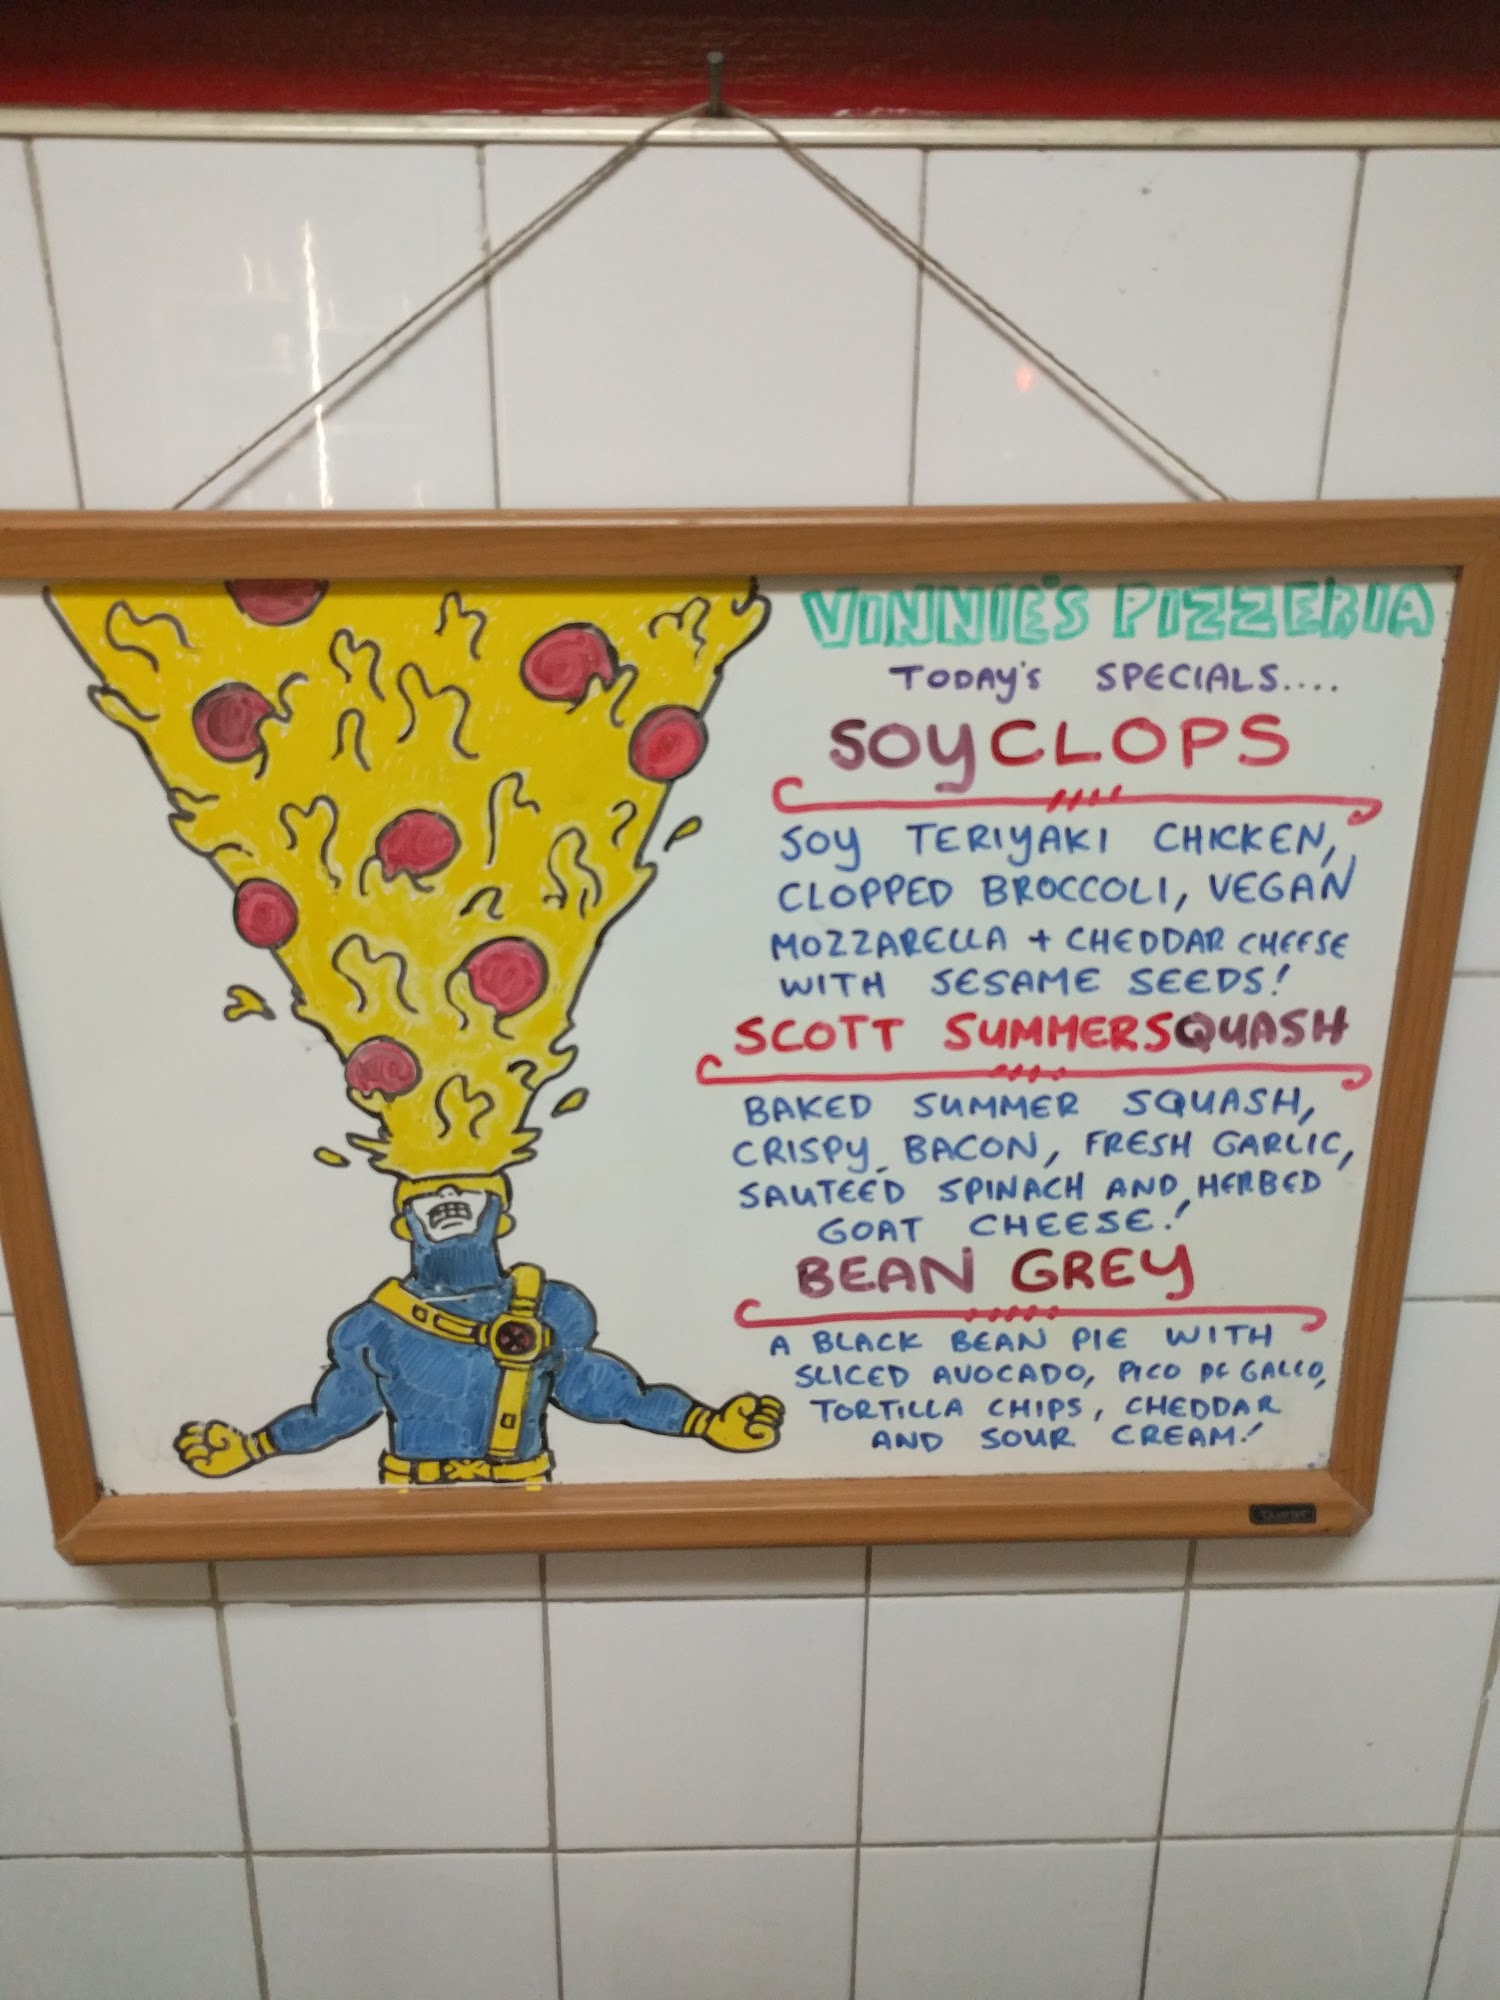 VINNIE'S PIZZERIA
TODAY'S SPECIALS....
SOYCLOPS
SOY TERIYAKI CHICKEN,
CLOPPED BROCCOLI, VEGAN
MOZZARELLA + CHEDDAR CHEESE
WITH SESAME SEEDS!
SCOTT SUMMERSQUASH
BAKED SUMMER SQUASH,
CRISPY BACON, FRESH GARLIC,
SAUTEED SPINACH AND HERBED
GOAT CHEESE!
BEAN GREY
A BLACK BEAN PIE WITH
SLICED AVOCADO, PICO DE GALLO,
TORTILLA CHIPS, CHEDDAR
AND SOUR CREAM!